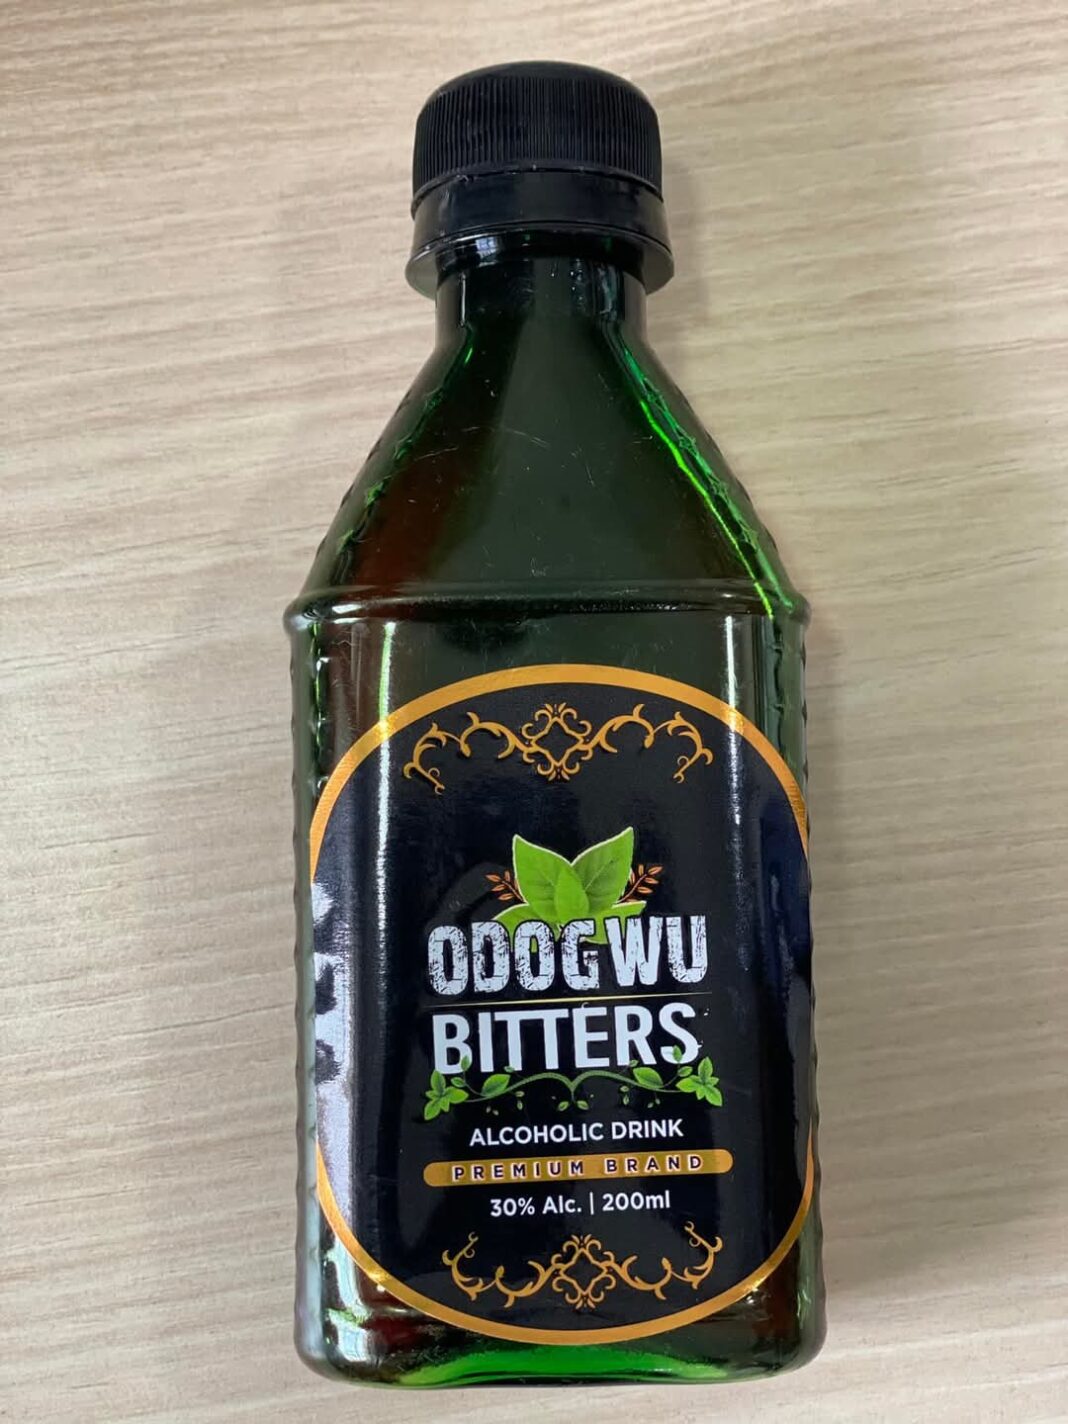 ODOGWU
BITTERS
ALCOHOLIC DRINK
PREMIUM BRAND
30% Alc. | 200ml